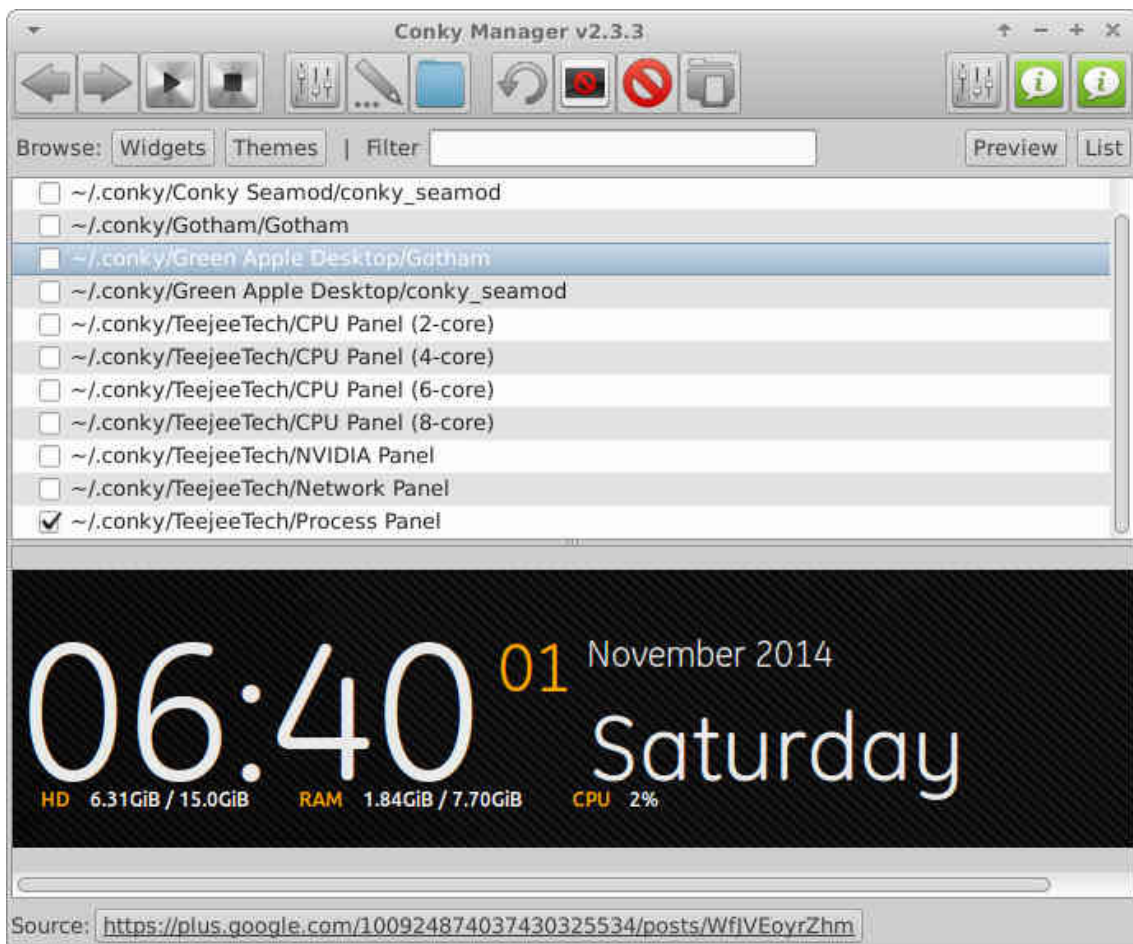 Conky Manager v2.3.3
Browse: Widgets Themes | Filter Preview List
~/.conky/Conky Seamod/conky_seamod
~/.conky/Gotham/Gotham
~/.conky/Green Apple Desktop/Gotham
~/.conky/Green Apple Desktop/conky_seamod
~/.conky/TeejeeTech/CPU Panel (2-core)
~/.conky/TeejeeTech/CPU Panel (4-core)
~/.conky/TeejeeTech/CPU Panel (6-core)
~/.conky/TeejeeTech/CPU Panel (8-core)
~/.conky/TeejeeTech/NVIDIA Panel
~/.conky/TeejeeTech/Network Panel
~/.conky/TeejeeTech/Process Panel
06:40 01 November 2014
Saturday
HD 6.31GiB / 15.0GiB RAM 1.84GiB / 7.70GiB CPU 2%
Source: https://plus.google.com/100924874037430325534/posts/WfJVEoyrZhm